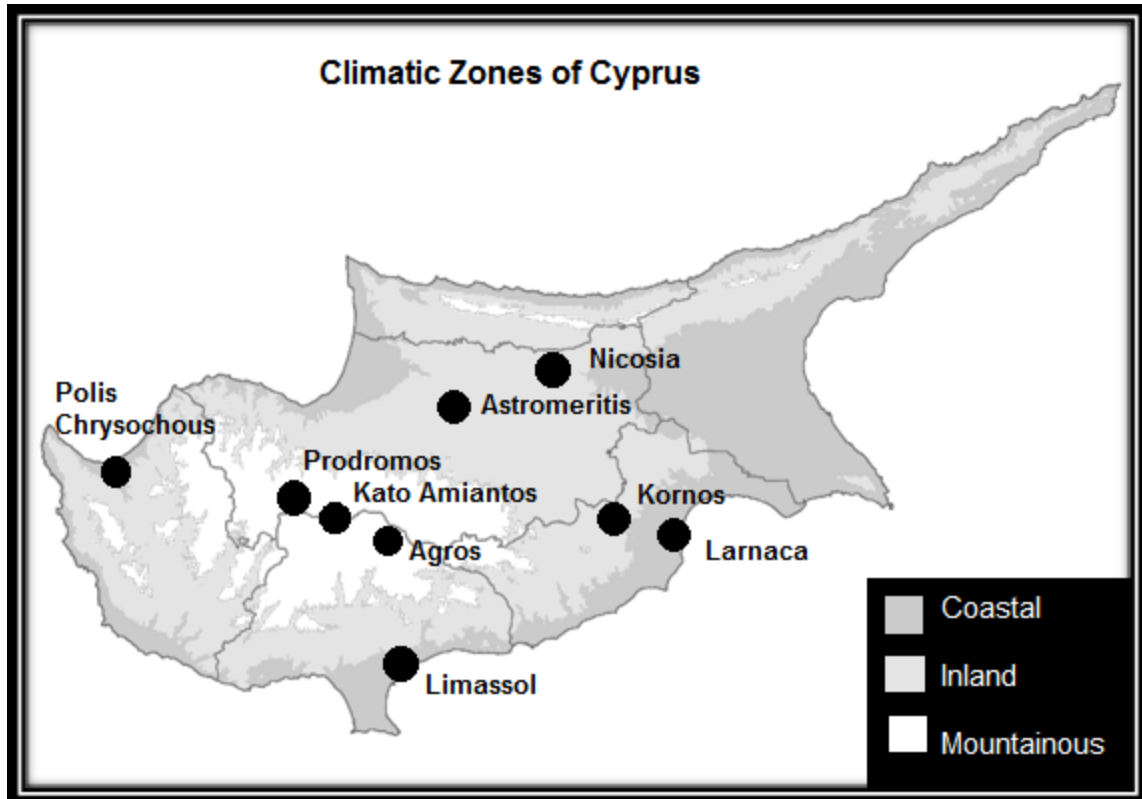 Climatic Zones of Cyprus
Nicosia
Polis
Chrysochous
Astromeritis
Prodromos
Kato Amiantos
Kornos
Agros
Larnaca
Limassol
Coastal
Inland
Mountainous